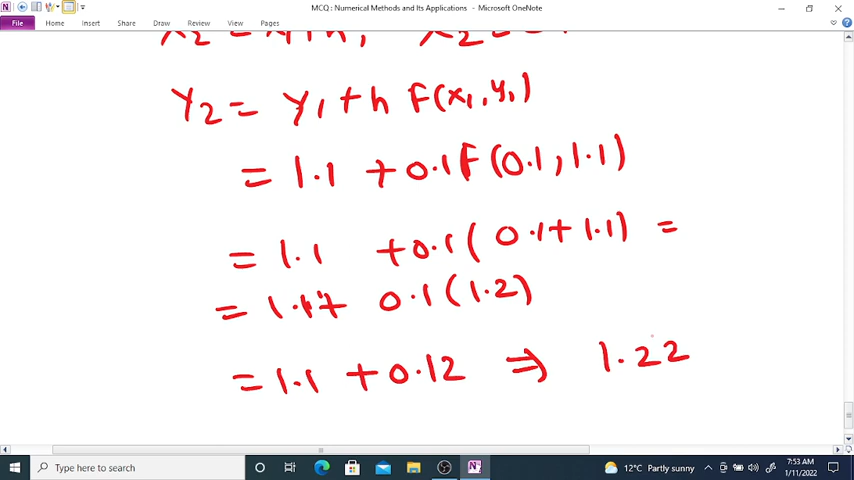 MCQ : Numerical Methods and Its Applications - Microsoft OneNote
File Home Insert Share Draw History Review View Pages
Y2 = y1 + h F(x1, y1)
= 1.1 + 0.1 F(0.1, 1.1)
= 1.1 + 0.1 ( 0.1 + 1.1) =
= 1.1 + 0.1 (1.2)
= 1.1 + 0.12 ⇒ 1.22
Type here to search
12°C Partly sunny
7:53 AM
1/11/2022